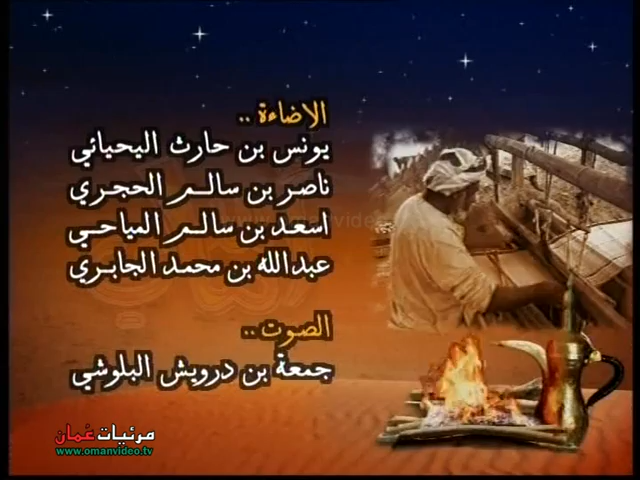 الاضاءة ..
يونس بن حارث اليحيائي
ناصر بن سالم الحجري
اسعد بن سالم المياحي
عبدالله بن محمد الجابري
الصوت ..
جمعة بن درويش البلوشي
مرئيات عُمان
www.omanvideo.tv